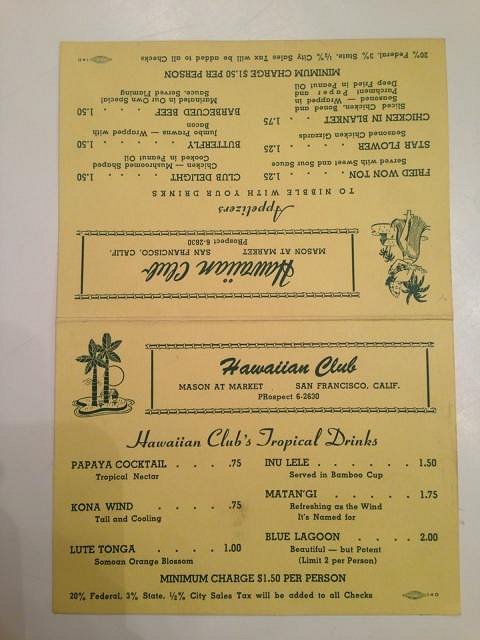 Hawaiian Club
MASON AT MARKET SAN FRANCISCO, CALIF.
PRospect 6-2630
Hawaiian Club's Tropical Drinks
PAPAYA COCKTAIL . . . . .75
Tropical Nectar
KONA WIND . . . . .75
Tall and Cooling
LUTE TONGA . . . . 1.00
Somoan Orange Blossom
INU LELE . . . . . . 1.50
Served in Bamboo Cup
MATAN'GI . . . . . 1.75
Refreshing as the Wind
It's Named for
BLUE LAGOON . . . . 2.00
Beautiful — but Potent
(Limit 2 per Person)
MINIMUM CHARGE $1.50 PER PERSON
20% Federal, 3% State, ½% City Sales Tax will be added to all Checks
Hawaiian Club
MASON AT MARKET SAN FRANCISCO, CALIF.
PRospect 6-2630
Appetizers
TO NIBBLE WITH YOUR DRINKS
FRIED WON TON . . . 1.25
Served with Sweet and Sour Sauce
STAR FLOWER . . . . 1.25
Seasoned Chicken Gizzards
CHICKEN IN BLANKET . . . 1.75
Sliced Chicken, Boned and
Seasoned — Wrapped in
Parchment Paper and
Deep Fried in Peanut Oil
CLUB DELIGHT . . . . . 1.50
Chicken — Mushroomed Shaped
Cooked in Peanut Oil
BUTTERFLY . . . . . . 1.50
Jumbo Prawns — Wrapped with
Bacon
BARBECUED BEEF . . . . 1.50
Marinated in Our Own Special
Sauce. Served Flaming
MINIMUM CHARGE $1.50 PER PERSON
20% Federal, 3% State, ½% City Sales Tax will be added to all Checks